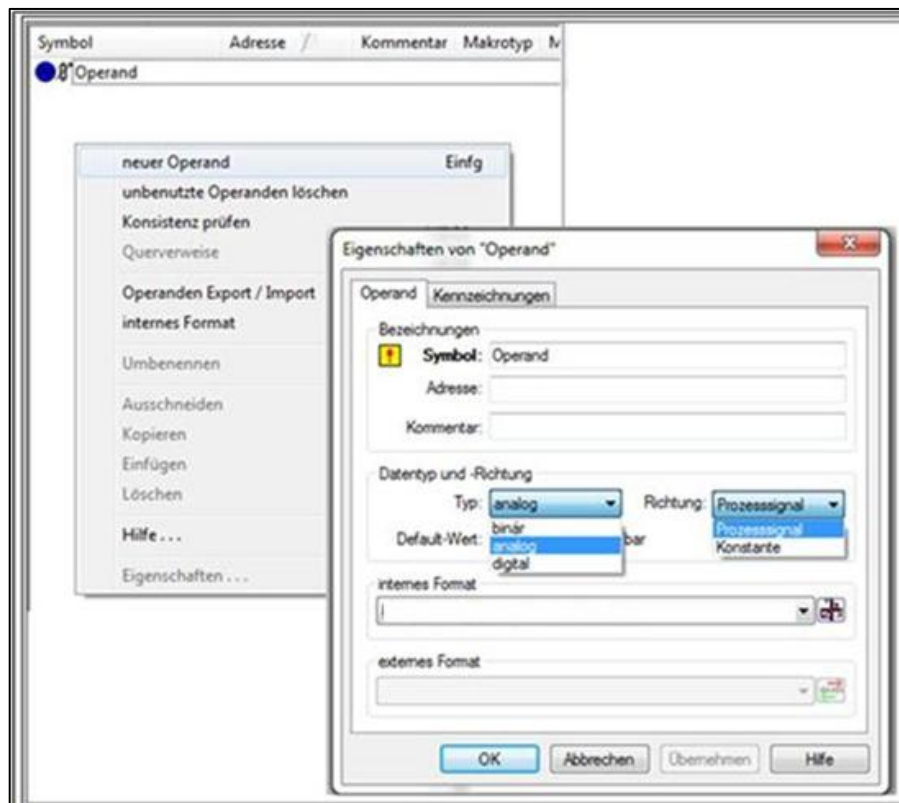 Symbol Adresse / Kommentar Makrotyp M
Operand
neuer Operand Einfg
unbenutzte Operanden löschen
Konsistenz prüfen
Querverweise
Operanden Export / Import
internes Format
Umbenennen
Ausschneiden
Kopieren
Einfügen
Löschen
Hilfe . . .
Eigenschaften . . .
Eigenschaften von "Operand"
Operand Kennzeichnungen
Bezeichnungen
Symbol: Operand
Adresse:
Kommentar:
Datentyp und -Richtung
Typ: analog Richtung: Prozesssignal
binär
analog
digital
Prozesssignal
Konstante
Default-Wert: bar
internes Format
externes Format
OK Abbrechen Übernehmen Hilfe